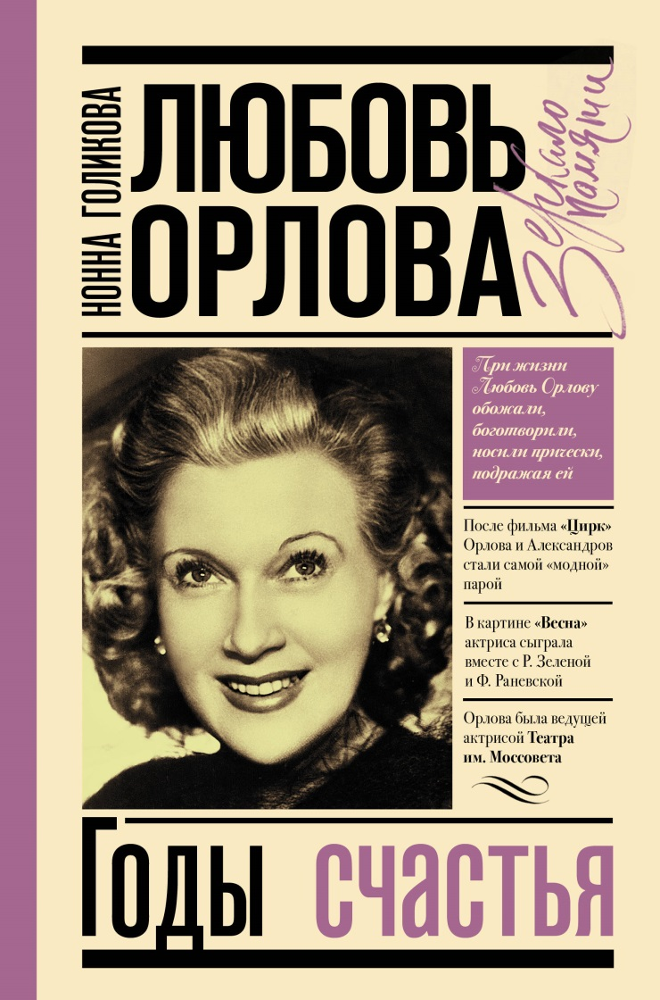 НОННА ГОЛИКОВА
ЛЮБОВЬ
ОРЛОВА
Зеркало
памяти
При жизни
Любовь Орлову
обожали,
боготворили,
носили прически,
подражая ей
После фильма «Цирк»
Орлова и Александров
стали самой «модной»
парой
В картине «Весна»
актриса сыграла
вместе с Р. Зеленой
и Ф. Раневской
Орлова была ведущей
актрисой Театра
им. Моссовета
Годы счастья